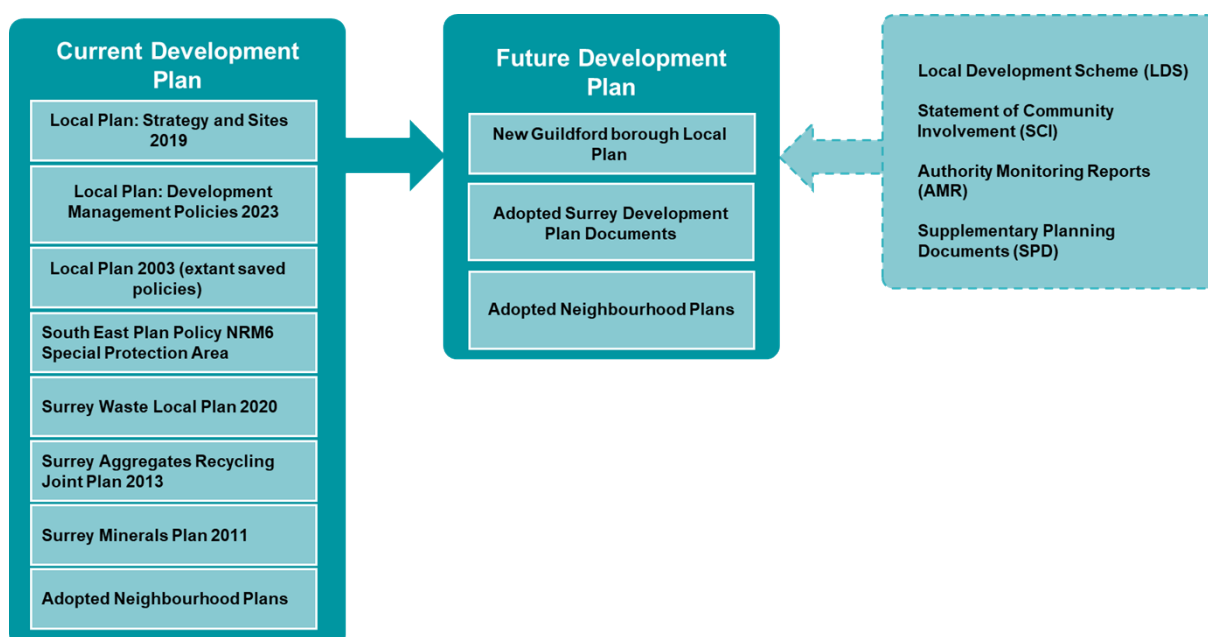 Current Development
Plan
Local Plan: Strategy and Sites
2019
Local Plan: Development
Management Policies 2023
Local Plan 2003 (extant saved
policies)
South East Plan Policy NRM6
Special Protection Area
Surrey Waste Local Plan 2020
Surrey Aggregates Recycling
Joint Plan 2013
Surrey Minerals Plan 2011
Adopted Neighbourhood Plans
Future Development
Plan
New Guildford borough Local
Plan
Adopted Surrey Development
Plan Documents
Adopted Neighbourhood Plans
Local Development Scheme (LDS)
Statement of Community
Involvement (SCI)
Authority Monitoring Reports
(AMR)
Supplementary Planning
Documents (SPD)